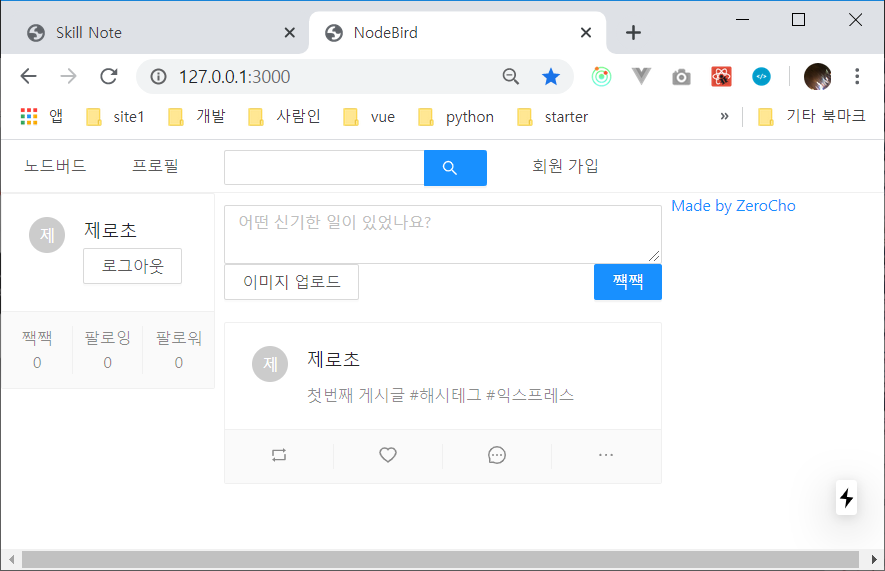 Skill Note
NodeBird
127.0.0.1:3000
앱 site1 개발 사람인 vue python starter » 기타 북마크
노드버드 프로필 회원 가입
제 제로초
로그아웃
짹짹 팔로잉 팔로워
0 0 0
어떤 신기한 일이 있었나요?
이미지 업로드 짹짹
제 제로초
첫번째 게시글 #해시테그 #익스프레스
Made by ZeroCho